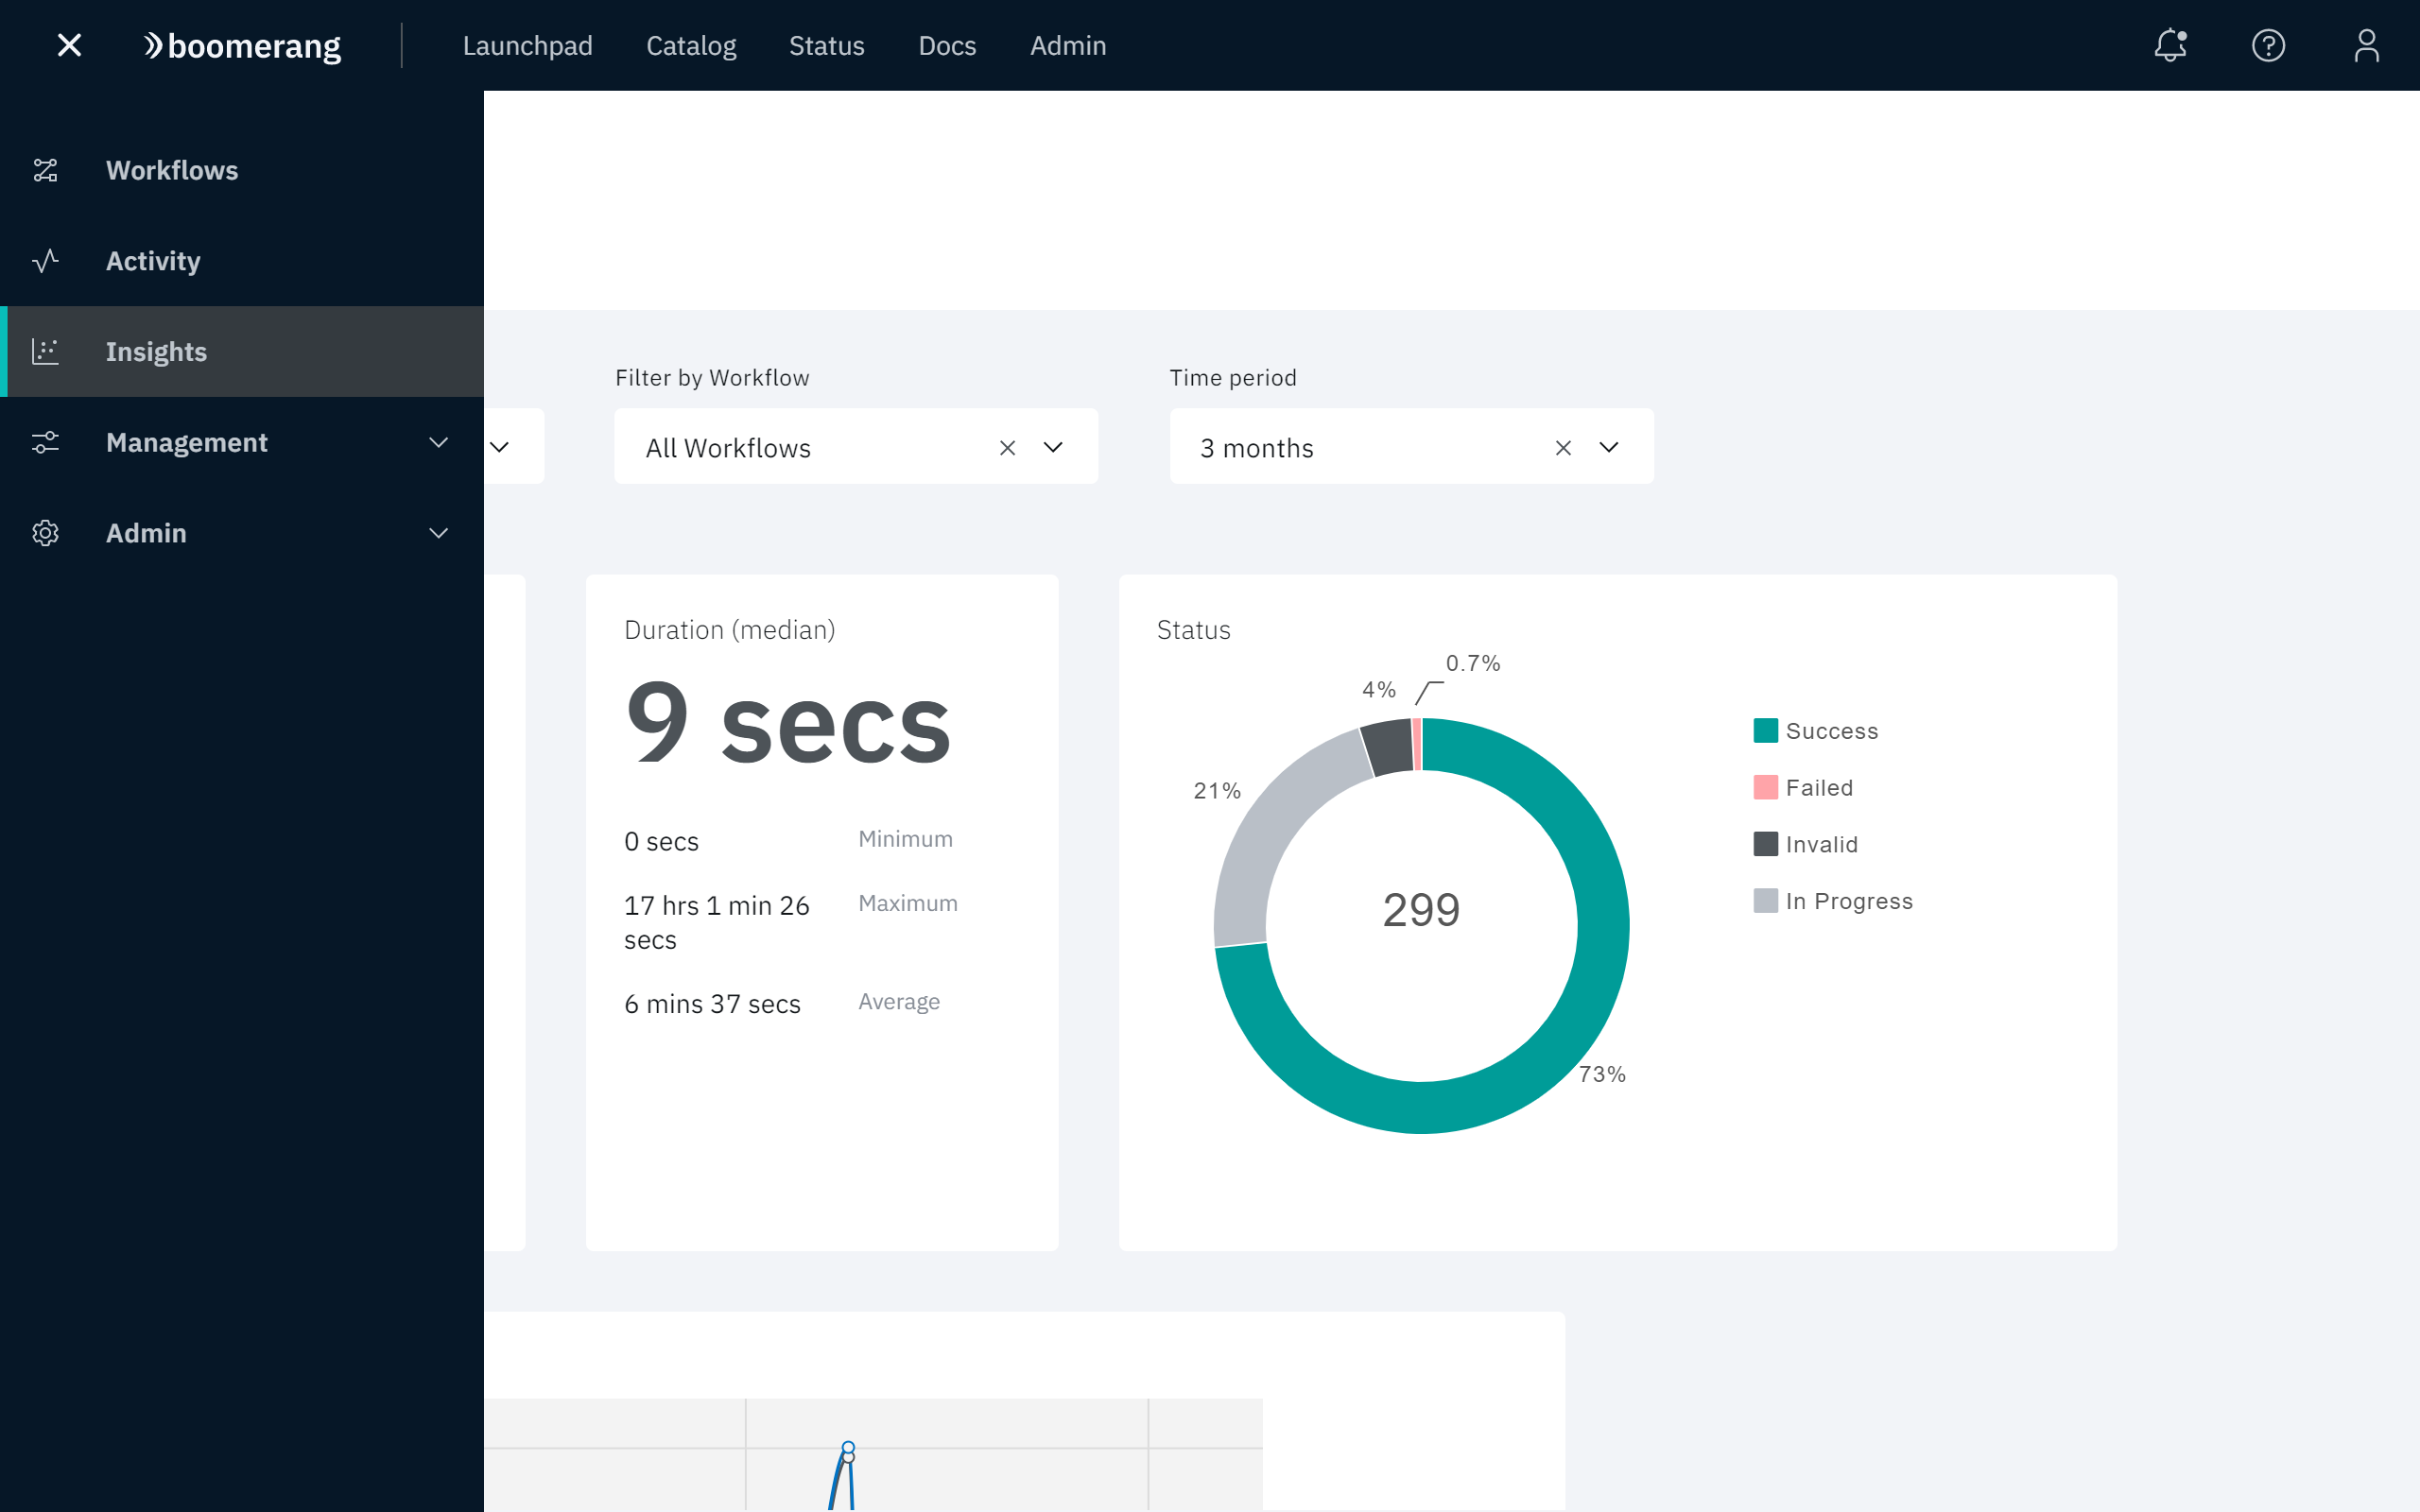 boomerang
Launchpad
Catalog
Status
Docs
Admin
Workflows
Activity
Insights
Management
Admin
Filter by Workflow
All Workflows
Time period
3 months
Duration (median)
9 secs
0 secs
Minimum
17 hrs 1 min 26
secs
Maximum
6 mins 37 secs
Average
Status
0.7%
4%
21%
299
73%
Success
Failed
Invalid
In Progress